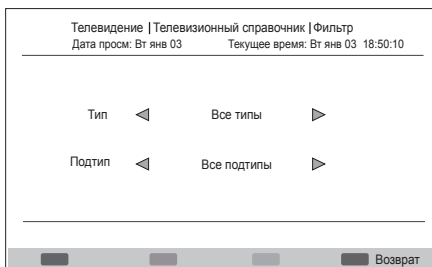 Телевидение | Телевизионный справочник | Фильтр
Дата просм: Вт янв 03 Текущее время: Вт янв 03 18:50:10
Тип Все типы
Подтип Все подтипы
Возврат